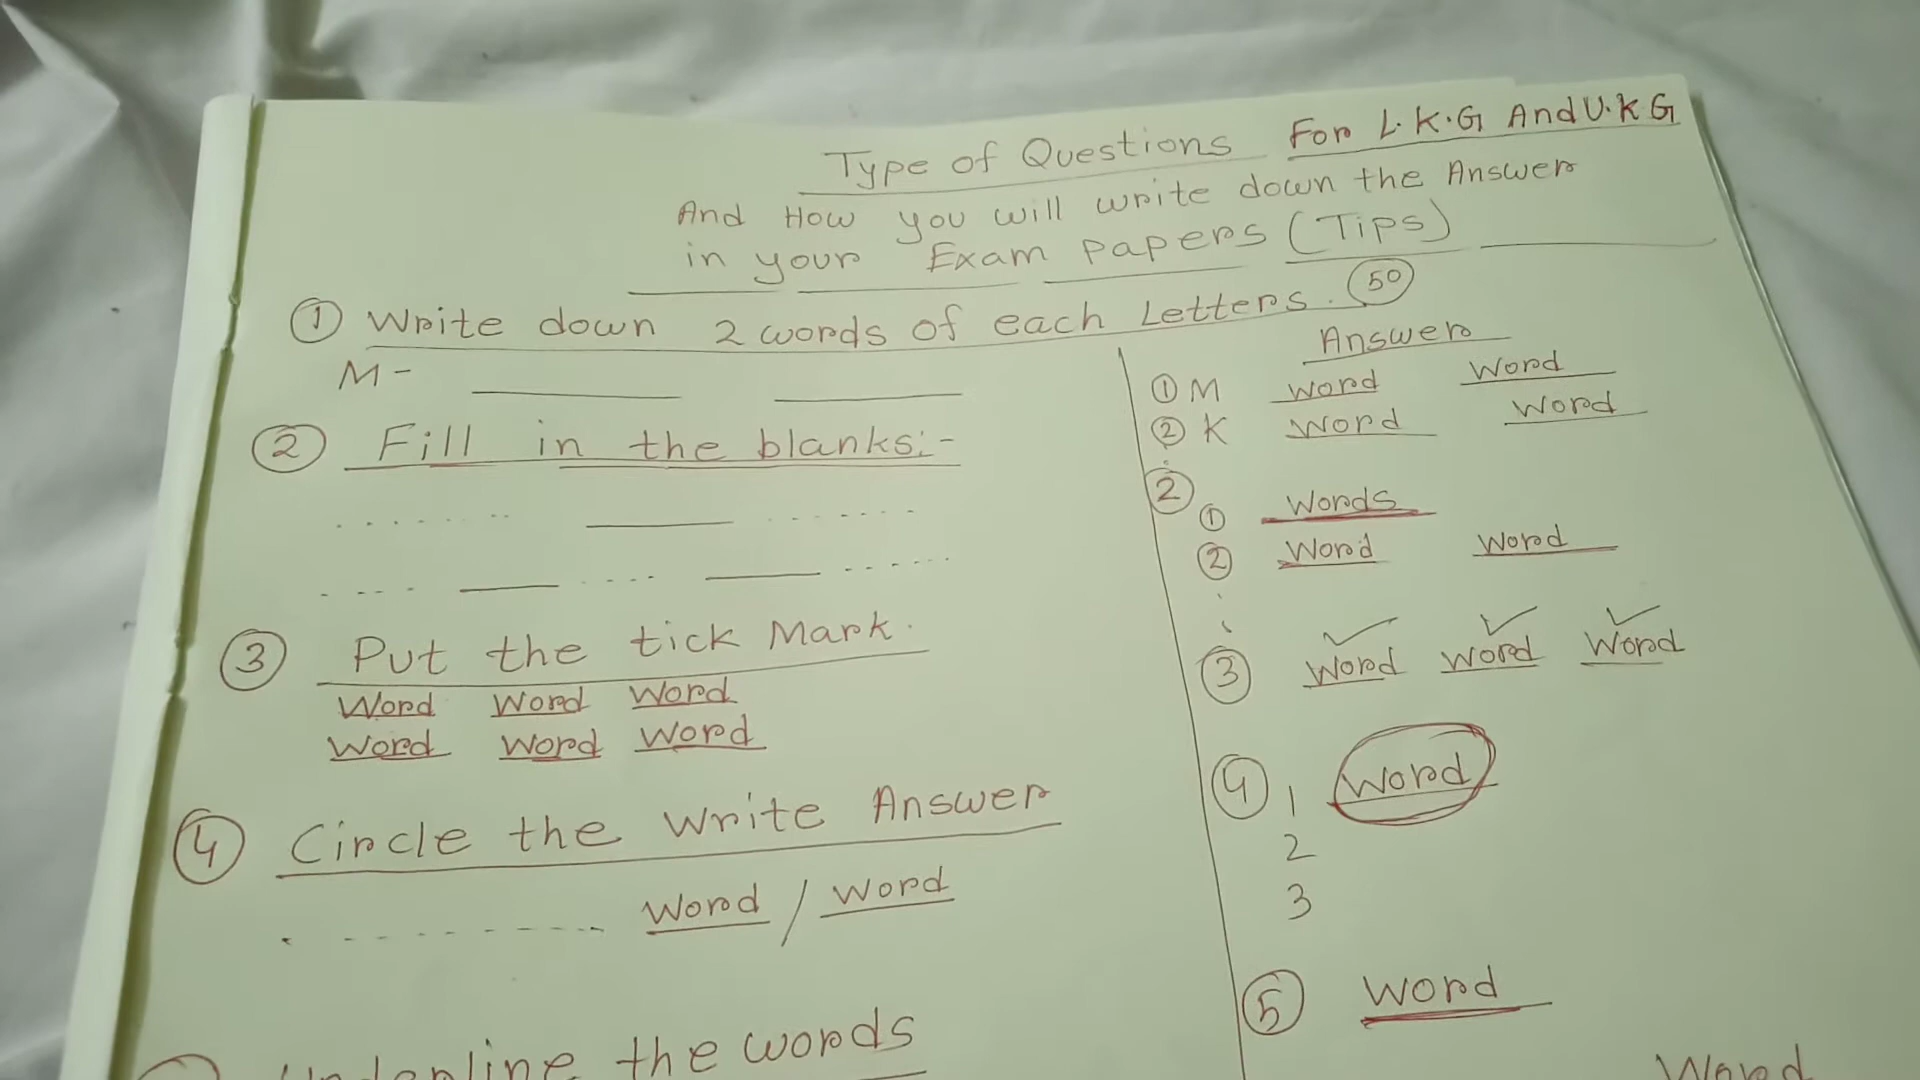 Type of Questions For L.K.G And U.K G
And How you will write down the Answer
in your Exam papers (Tips)
① Write down 2 words of each Letters. 50
M -
② Fill in the blanks:-
③ Put the tick Mark.
Word Word Word
Word Word Word
④ Circle the Write Answer
Word / Word
Underline the words
Answer
① M Word Word
② K Word Word
②
① Words
② Word Word
③ Word Word Word
④ 1 Word
2
3
⑤ Word
Word